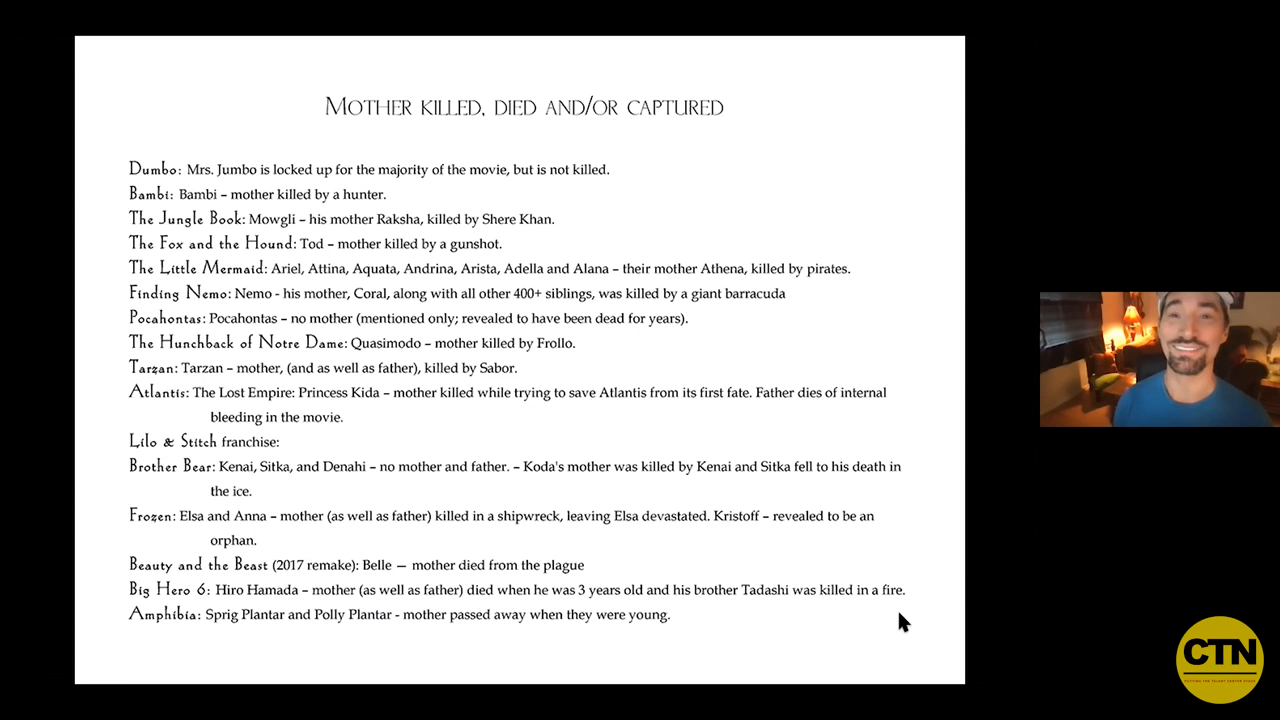 Mother killed, died and/or captured
Dumbo: Mrs. Jumbo is locked up for the majority of the movie, but is not killed.
Bambi: Bambi – mother killed by a hunter.
The Jungle Book: Mowgli – his mother Raksha, killed by Shere Khan.
The Fox and the Hound: Tod – mother killed by a gunshot.
The Little Mermaid: Ariel, Attina, Aquata, Andrina, Arista, Adella and Alana – their mother Athena, killed by pirates.
Finding Nemo: Nemo - his mother, Coral, along with all other 400+ siblings, was killed by a giant barracuda
Pocahontas: Pocahontas – no mother (mentioned only; revealed to have been dead for years).
The Hunchback of Notre Dame: Quasimodo – mother killed by Frollo.
Tarzan: Tarzan – mother, (and as well as father), killed by Sabor.
Atlantis: The Lost Empire: Princess Kida – mother killed while trying to save Atlantis from its first fate. Father dies of internal
bleeding in the movie.
Lilo & Stitch franchise:
Brother Bear: Kenai, Sitka, and Denahi – no mother and father. – Koda's mother was killed by Kenai and Sitka fell to his death in
the ice.
Frozen: Elsa and Anna – mother (as well as father) killed in a shipwreck, leaving Elsa devastated. Kristoff – revealed to be an
orphan.
Beauty and the Beast (2017 remake): Belle — mother died from the plague
Big Hero 6: Hiro Hamada – mother (as well as father) died when he was 3 years old and his brother Tadashi was killed in a fire.
Amphibia: Sprig Plantar and Polly Plantar - mother passed away when they were young.
CTN
PUTTING THE TALENT CENTER STAGE